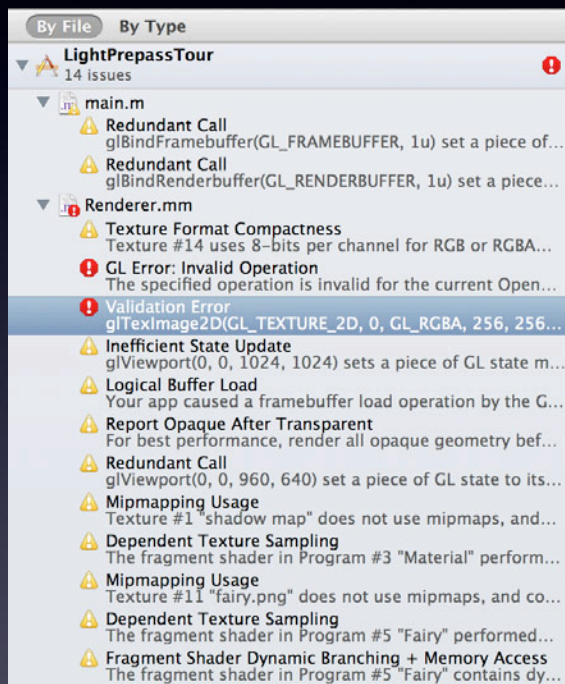 By File By Type
LightPrepassTour
14 issues
main.m
Redundant Call
glBindFramebuffer(GL_FRAMEBUFFER, 1u) set a piece of...
Redundant Call
glBindRenderbuffer(GL_RENDERBUFFER, 1u) set a piece...
Renderer.mm
Texture Format Compactness
Texture #14 uses 8-bits per channel for RGB or RGBA...
GL Error: Invalid Operation
The specified operation is invalid for the current Open...
Validation Error
glTexImage2D(GL_TEXTURE_2D, 0, GL_RGBA, 256, 256...
Inefficient State Update
glViewport(0, 0, 1024, 1024) sets a piece of GL state m...
Logical Buffer Load
Your app caused a framebuffer load operation by the G...
Report Opaque After Transparent
For best performance, render all opaque geometry bef...
Redundant Call
glViewport(0, 0, 960, 640) set a piece of GL state to its...
Mipmapping Usage
Texture #1 "shadow map" does not use mipmaps, and...
Dependent Texture Sampling
The fragment shader in Program #3 "Material" perform...
Mipmapping Usage
Texture #11 "fairy.png" does not use mipmaps, and co...
Dependent Texture Sampling
The fragment shader in Program #5 "Fairy" performed...
Fragment Shader Dynamic Branching + Memory Access
The fragment shader in Program #5 "Fairy" contains dy...